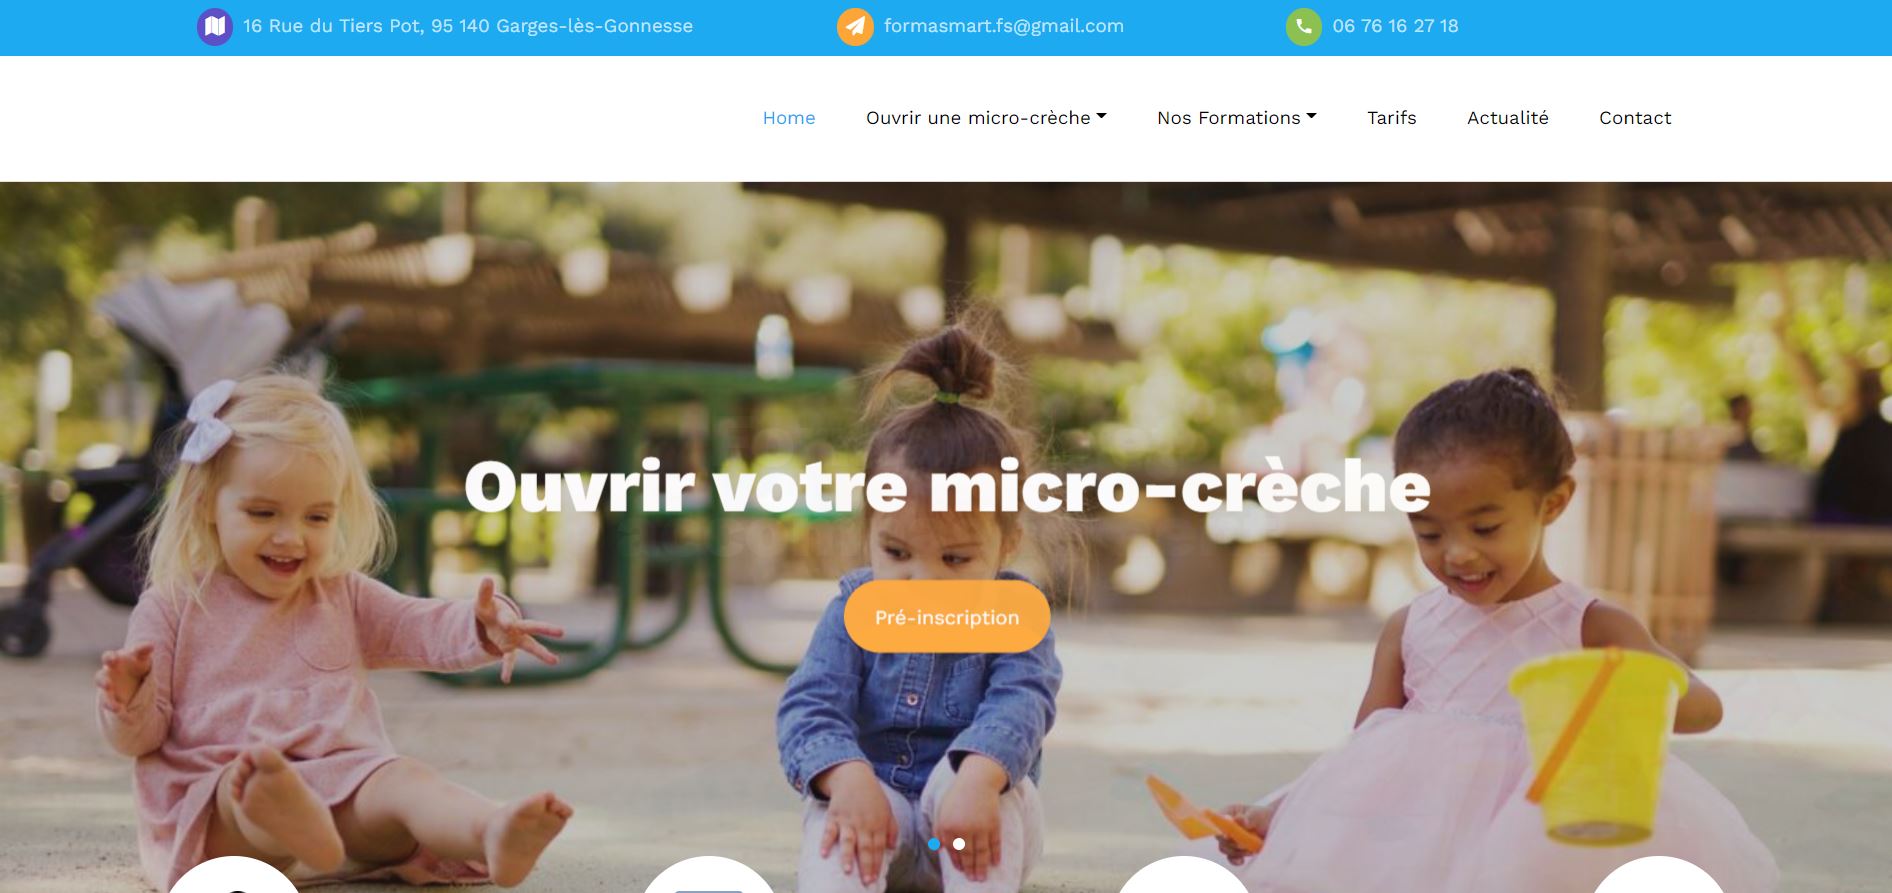 16 Rue du Tiers Pot, 95 140 Garges-lès-Gonnesse
formasmart.fs@gmail.com
06 76 16 27 18
Home
Ouvrir une micro-crèche
Nos Formations
Tarifs
Actualité
Contact
Ouvrir votre micro-crèche
Pré-inscription